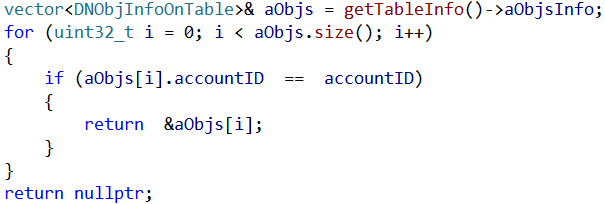 vector<DNObjInfoOnTable>& aObjs = getTableInfo()->aObjsInfo;
for (uint32_t i = 0; i < aObjs.size(); i++)
{
    if (aObjs[i].accountID  ==  accountID)
    {
        return  &aObjs[i];
    }
}
return nullptr;